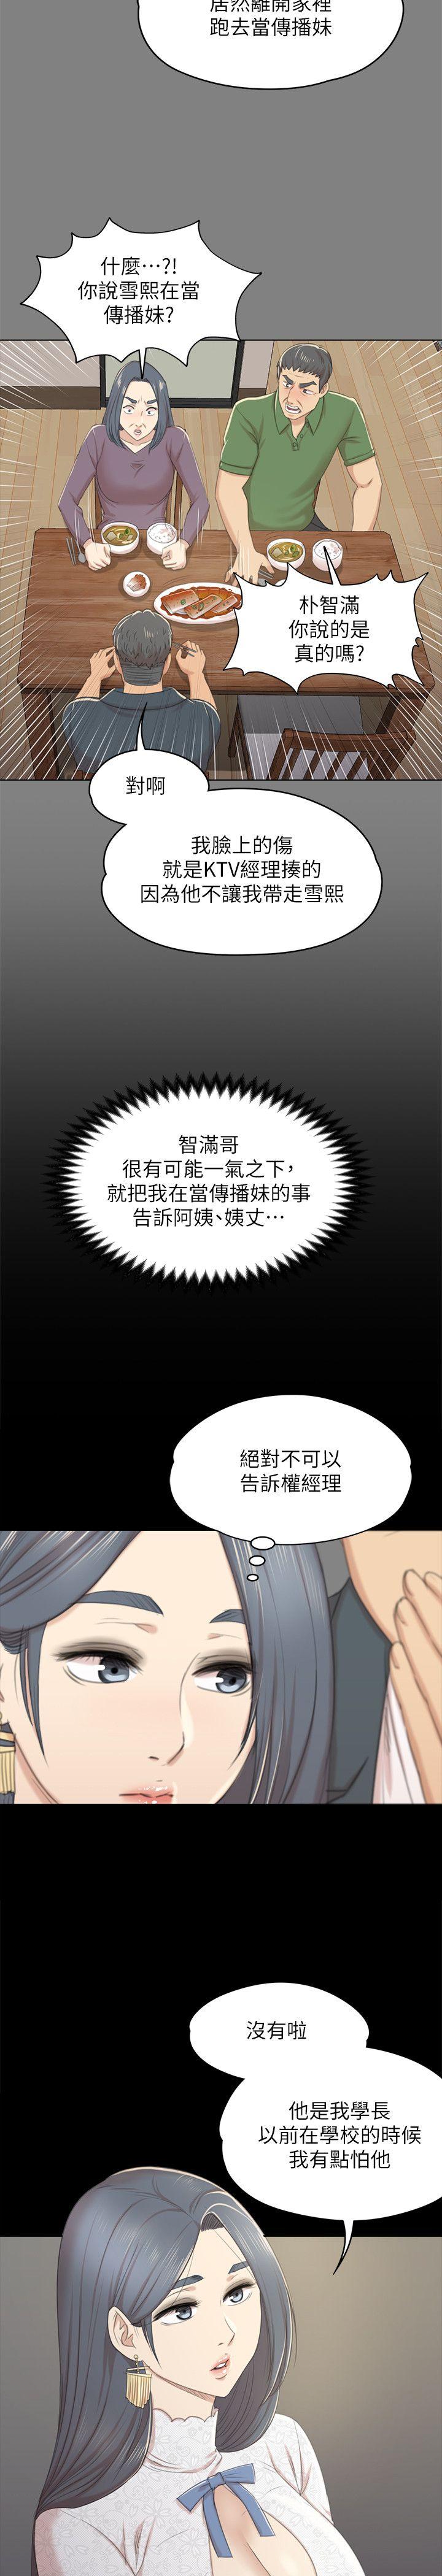 居然離開家裡
跑去當傳播妹
什麼…?!
你說雪熙在當
傳播妹?
朴智滿
你說的是
真的嗎?
對啊
我臉上的傷
就是KTV經理揍的
因為他不讓我帶走雪熙
智滿哥
很有可能一氣之下,
就把我在當傳播妹的事
告訴阿姨、姨丈…
絕對不可以
告訴權經理
沒有啦
他是我學長
以前在學校的時候
我有點怕他